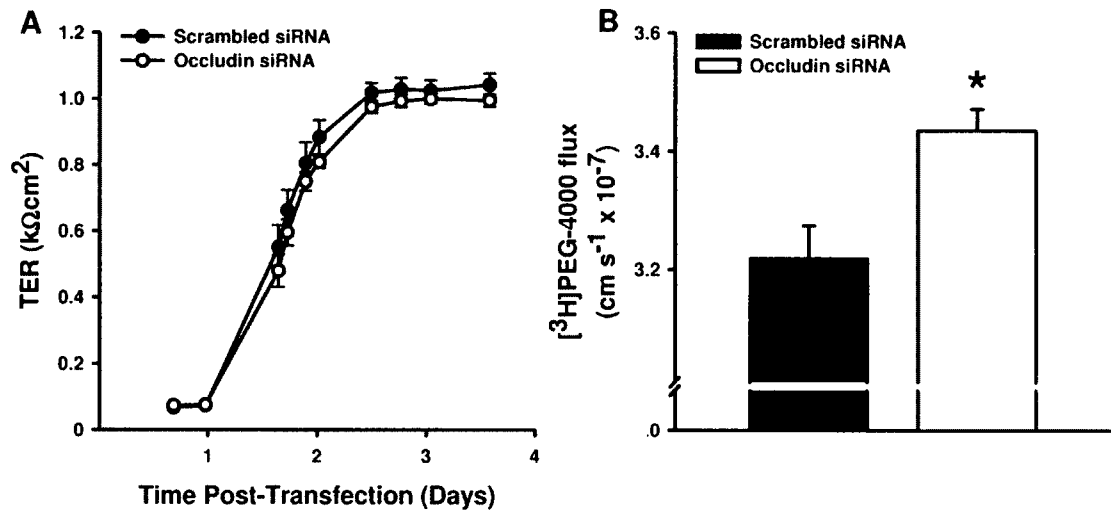 A
Scrambled siRNA
Occludin siRNA
TER (kΩcm2)
1.2
1.0
0.8
0.6
0.4
0.2
0
1 2 3 4
Time Post-Transfection (Days)
B
Scrambled siRNA
Occludin siRNA
*
[3H]PEG-4000 flux
(cm s-1 x 10-7)
3.6
3.4
3.2
.0